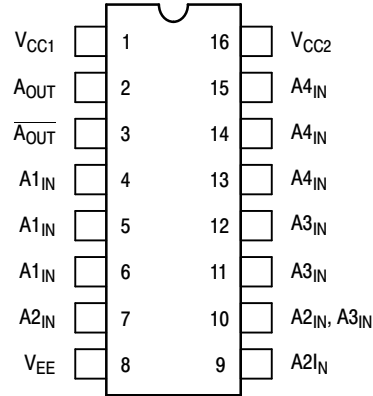 VCC1 1 16 VCC2
AOUT 2 15 A4IN
A̅O̅U̅T̅ 3 14 A4IN
A1IN 4 13 A4IN
A1IN 5 12 A3IN
A1IN 6 11 A3IN
A2IN 7 10 A2IN, A3IN
VEE 8 9 A2IN